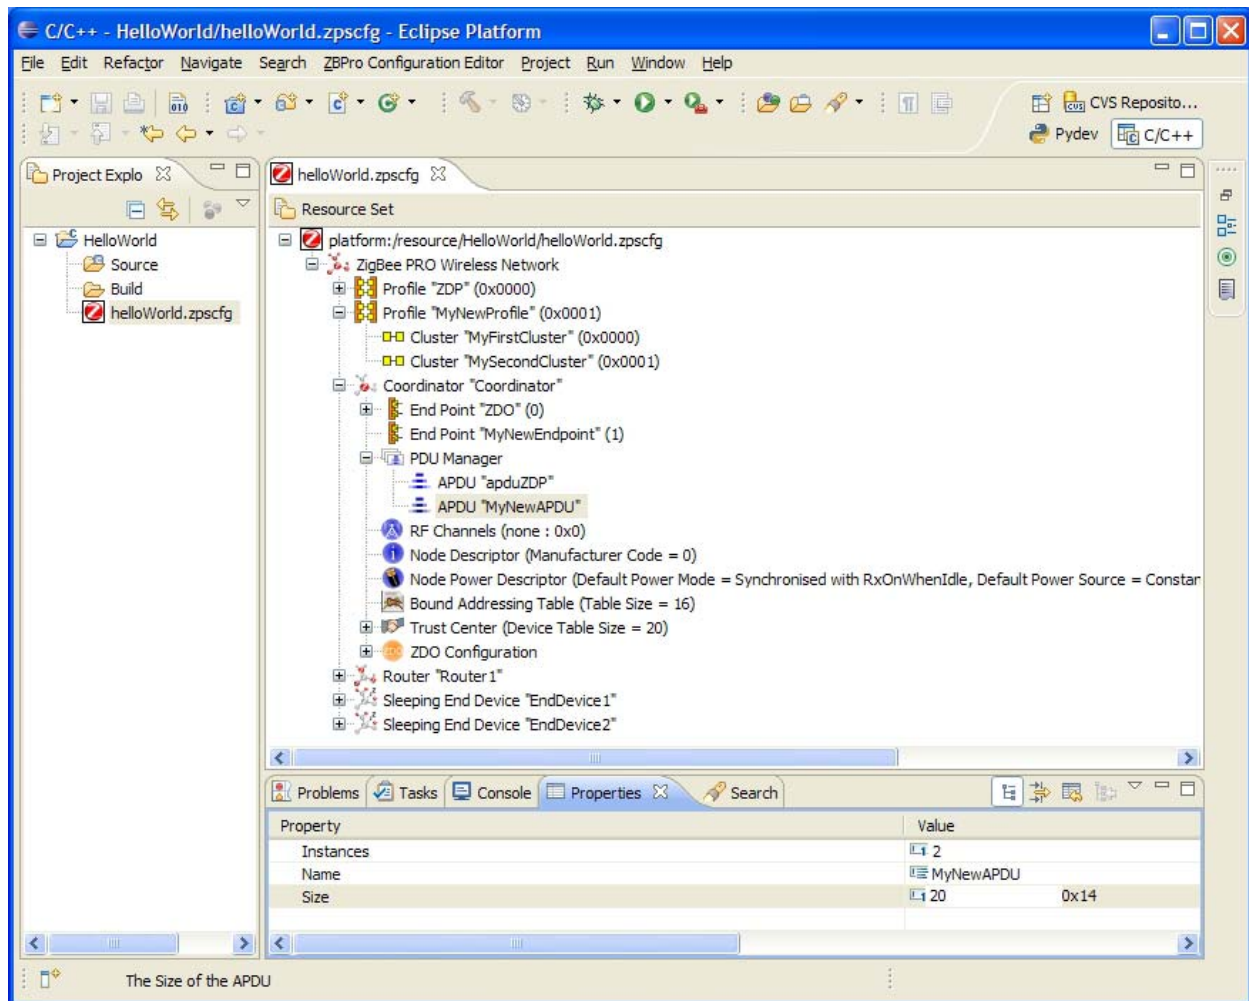 C/C++ - HelloWorld/helloWorld.zpscfg - Eclipse Platform
File Edit Refactor Navigate Search ZBPro Configuration Editor Project Run Window Help
CVS Reposito...
Pydev C/C++
Project Explo
helloWorld.zpscfg
Resource Set
HelloWorld
Source
Build
helloWorld.zpscfg
platform:/resource/HelloWorld/helloWorld.zpscfg
ZigBee PRO Wireless Network
Profile "ZDP" (0x0000)
Profile "MyNewProfile" (0x0001)
Cluster "MyFirstCluster" (0x0000)
Cluster "MySecondCluster" (0x0001)
Coordinator "Coordinator"
End Point "ZDO" (0)
End Point "MyNewEndpoint" (1)
PDU Manager
APDU "apduZDP"
APDU "MyNewAPDU"
RF Channels (none : 0x0)
Node Descriptor (Manufacturer Code = 0)
Node Power Descriptor (Default Power Mode = Synchronised with RxOnWhenIdle, Default Power Source = Constar
Bound Addressing Table (Table Size = 16)
Trust Center (Device Table Size = 20)
ZDO Configuration
Router "Router1"
Sleeping End Device "EndDevice1"
Sleeping End Device "EndDevice2"
Problems Tasks Console Properties Search
Property Value
Instances 2
Name MyNewAPDU
Size 20 0x14
The Size of the APDU